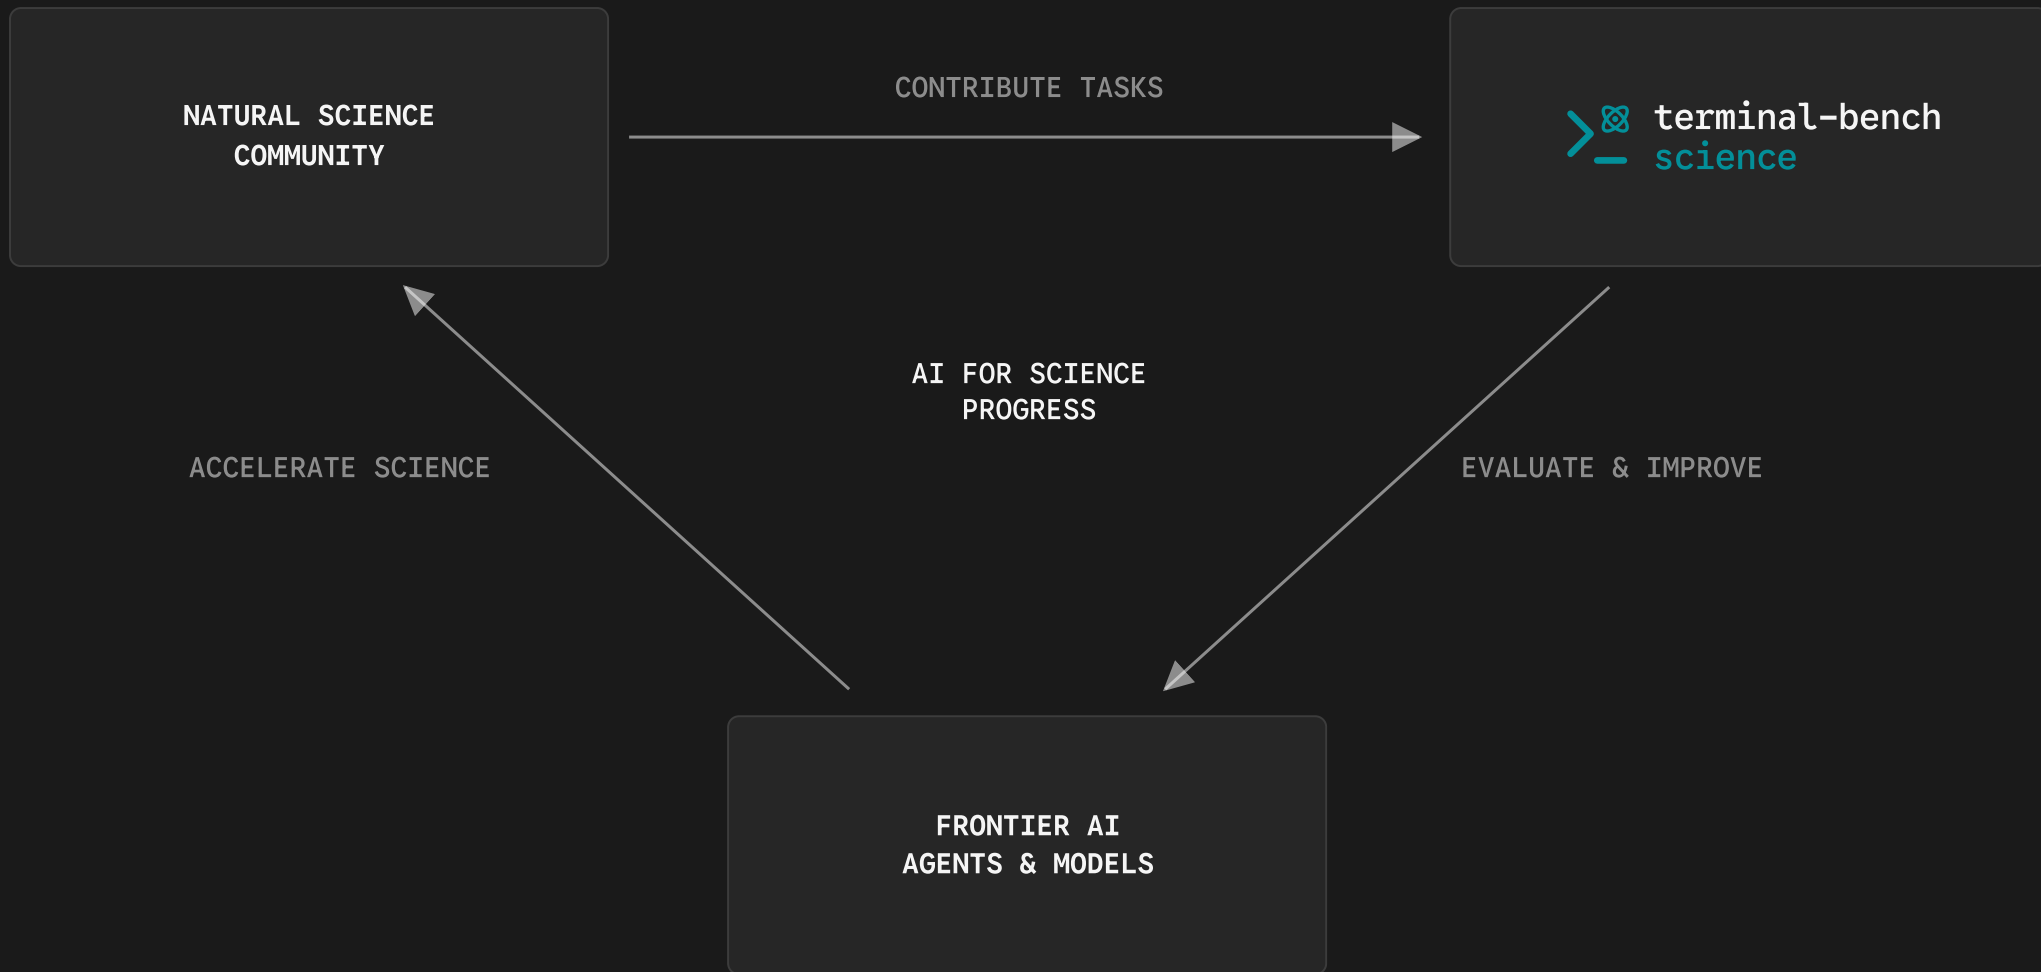 NATURAL SCIENCE
COMMUNITY
CONTRIBUTE TASKS
terminal-bench
science
AI FOR SCIENCE
PROGRESS
ACCELERATE SCIENCE
EVALUATE & IMPROVE
FRONTIER AI
AGENTS & MODELS